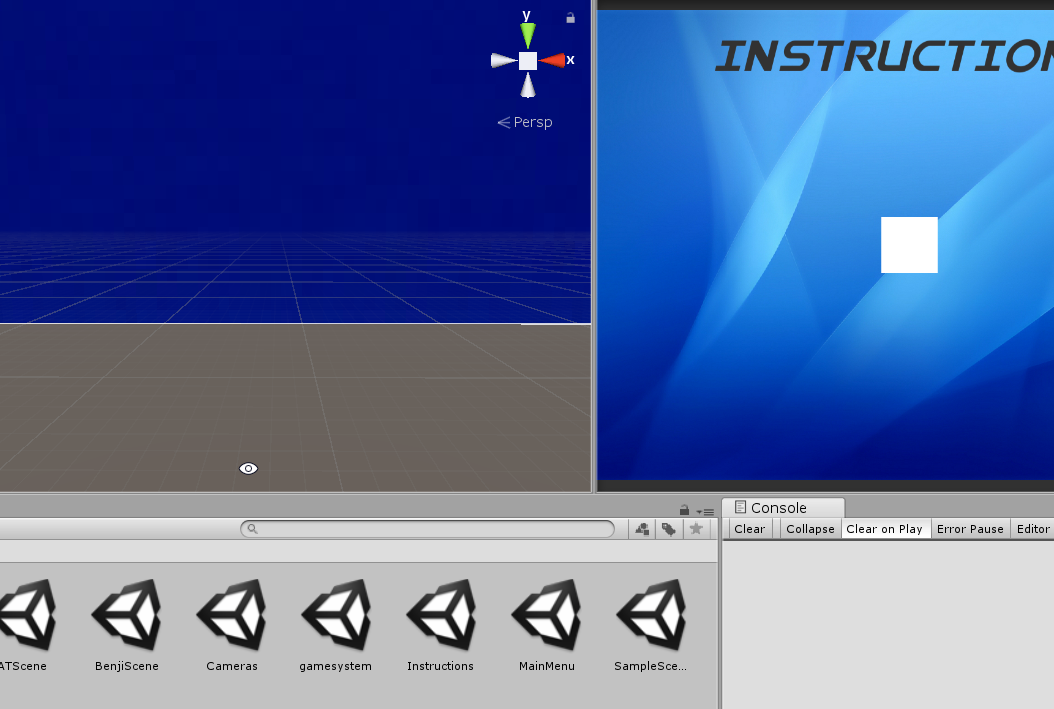 y
x
Persp
INSTRUCTION
Console
Clear
Collapse
Clear on Play
Error Pause
Editor
ATScene
BenjiScene
Cameras
gamesystem
Instructions
MainMenu
SampleSce...